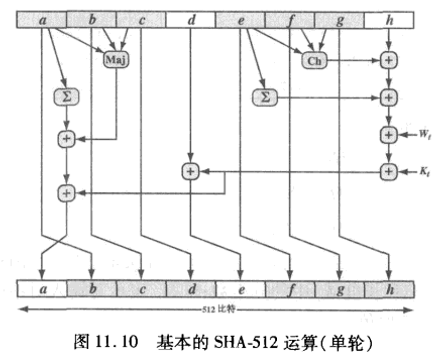 a b c d e f g h
Maj Ch +
Σ Σ +
+ + Wt
+ + Kt
+
a b c d e f g h
512 比特
图 11.10 基本的 SHA-512 运算(单轮)